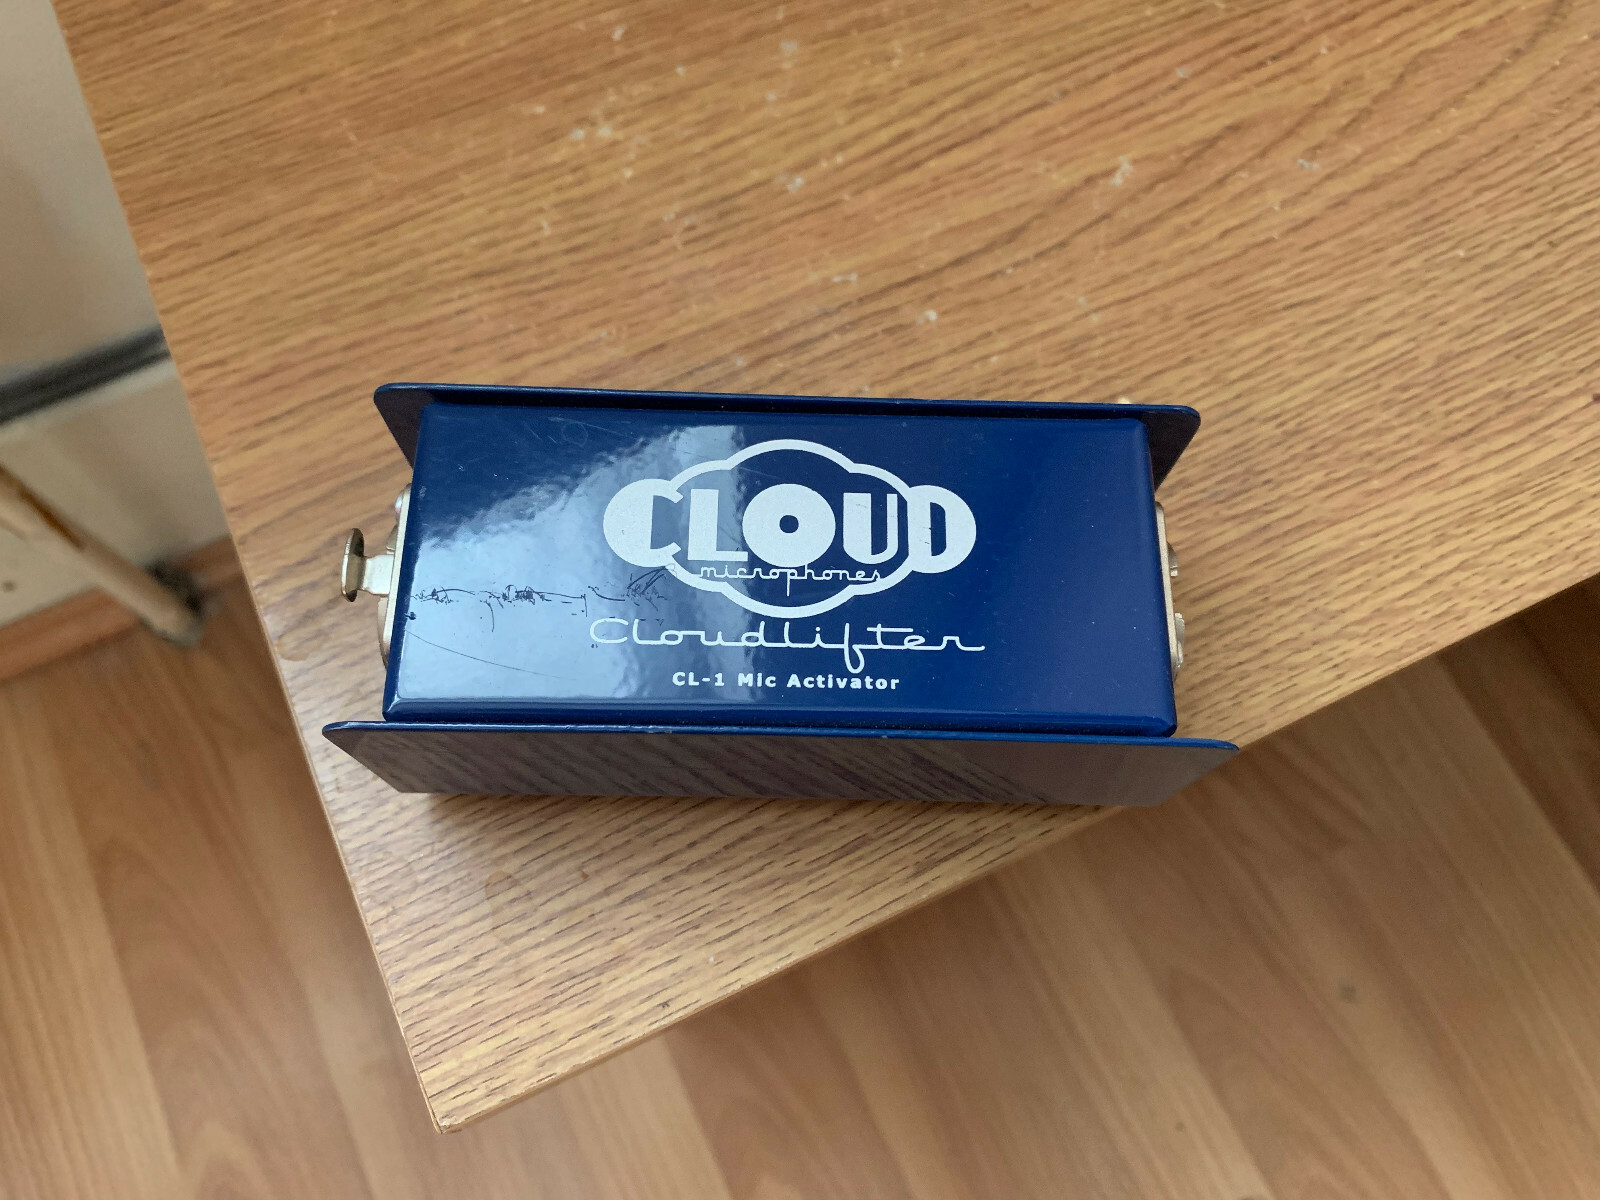 CLOUD
microphones
Cloudlifter
CL-1 Mic Activator